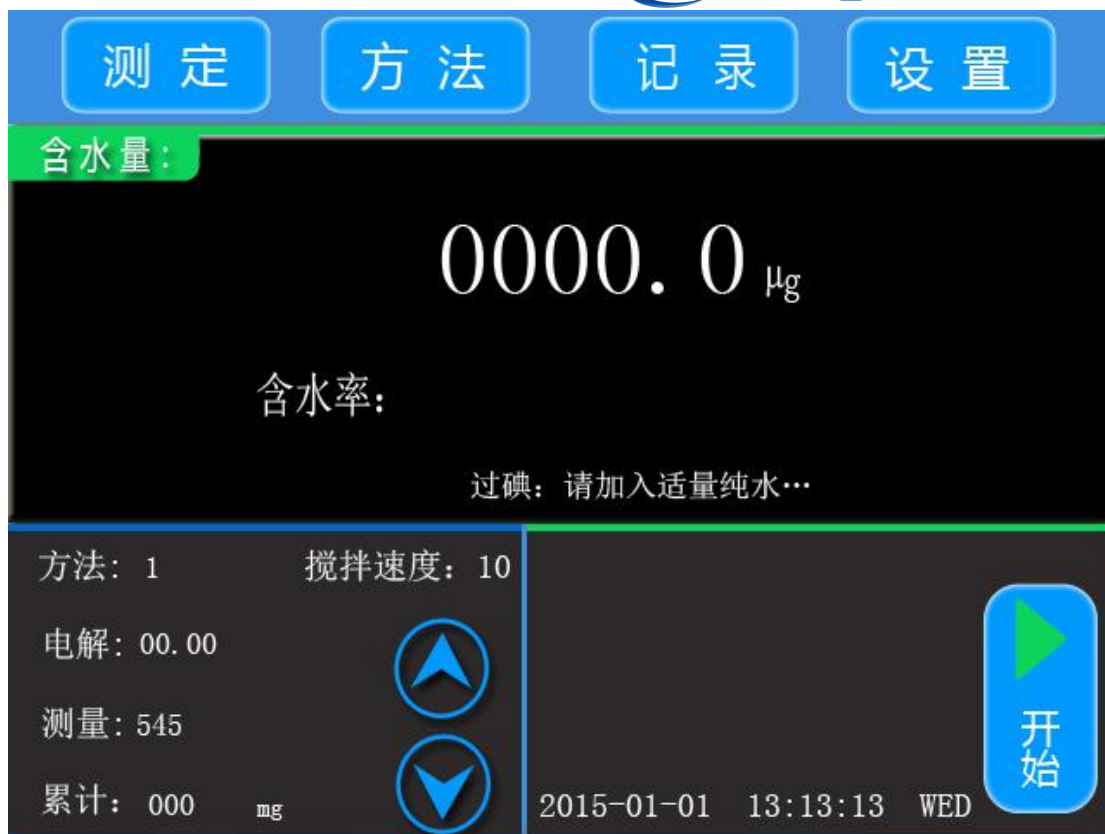 测定 方法 记录 设置
含水量:
0000.0 μg
含水率:
过碘: 请加入适量纯水…
方法: 1 搅拌速度: 10
电解: 00.00
测量: 545
开始
累计: 000 mg
2015-01-01 13:13:13 WED